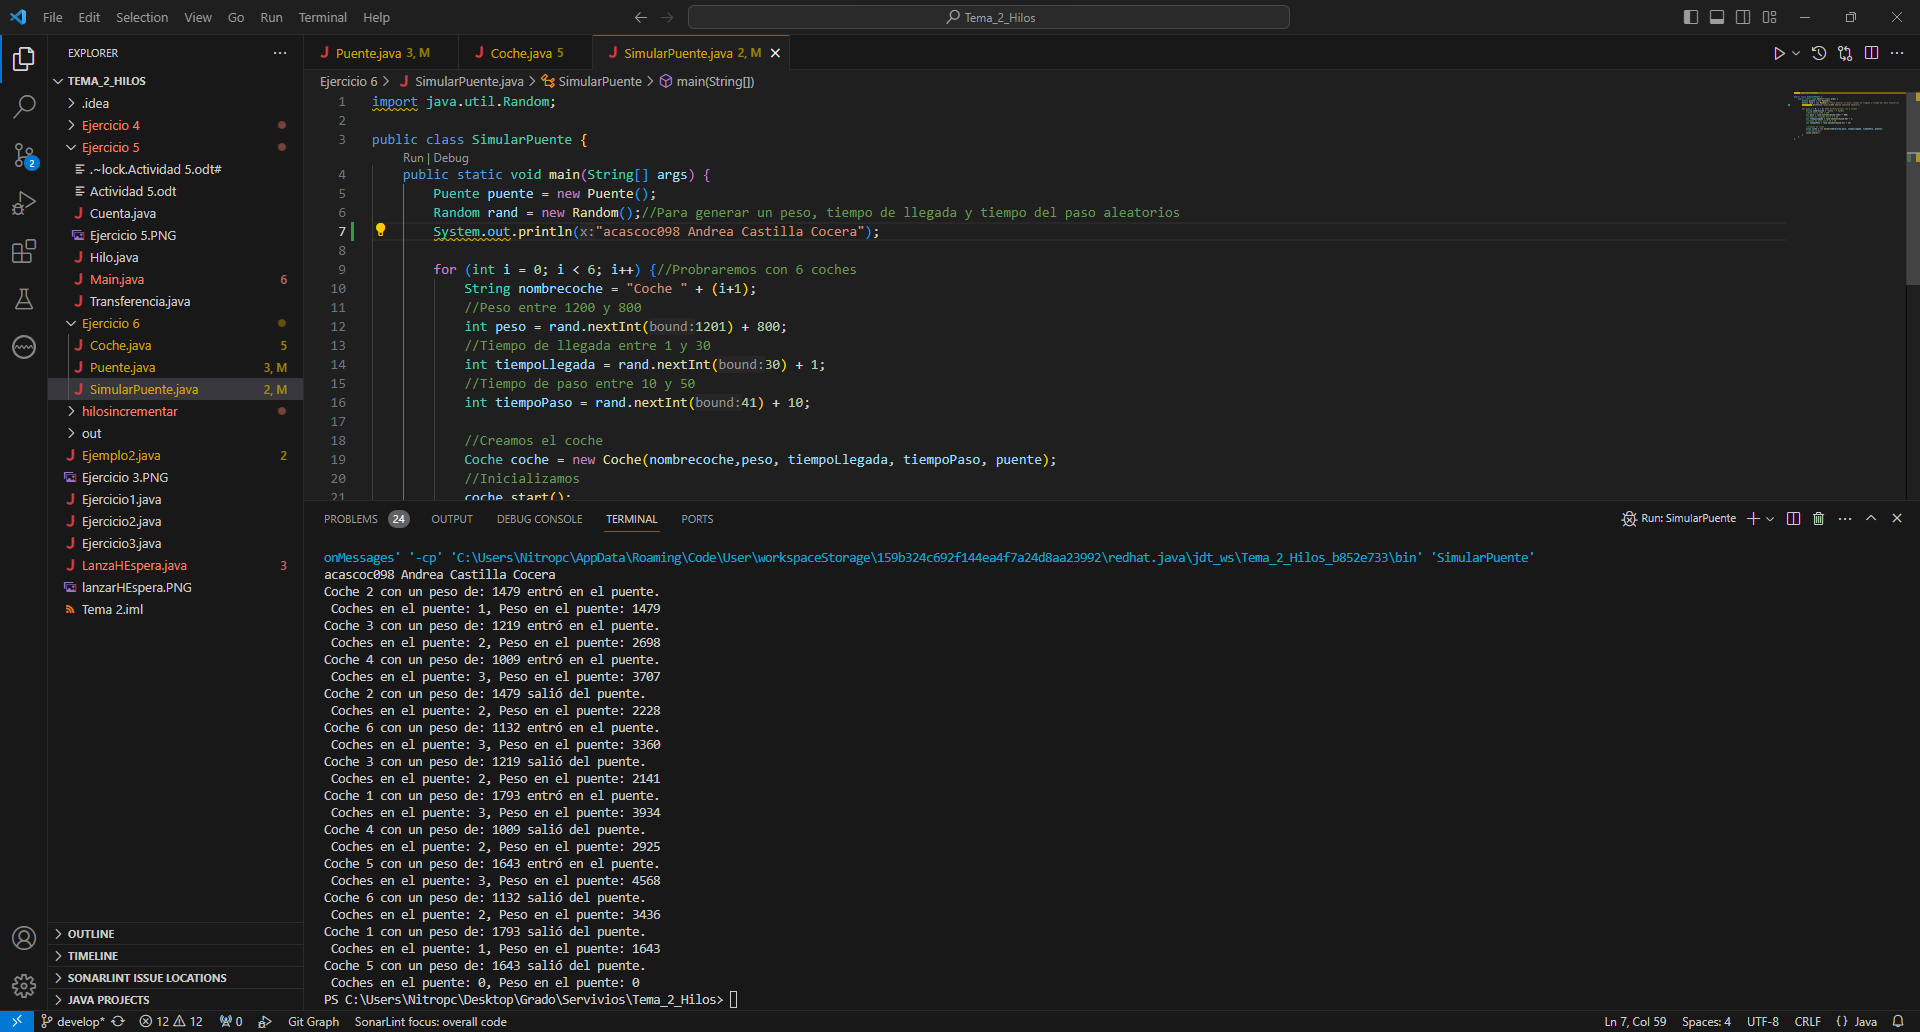 File Edit Selection View Go Run Terminal Help
Tema_2_Hilos
EXPLORER
TEMA_2_HILOS
.idea
Ejercicio 4
Ejercicio 5
.~lock.Actividad 5.odt#
Actividad 5.odt
Cuenta.java
Ejercicio 5.PNG
Hilo.java
Main.java 6
Transferencia.java
Ejercicio 6
Coche.java 5
Puente.java 3, M
SimularPuente.java 2, M
hilosincrementar
out
Ejemplo2.java 2
Ejercicio 3.PNG
Ejercicio1.java
Ejercicio2.java
Ejercicio3.java
LanzaHEspera.java 3
lanzarHEspera.PNG
Tema 2.iml
OUTLINE
TIMELINE
SONARLINT ISSUE LOCATIONS
JAVA PROJECTS
2
Puente.java 3, M Coche.java 5 SimularPuente.java 2, M
Ejercicio 6 > SimularPuente.java > SimularPuente > main(String[])
1 import java.util.Random;
2
3 public class SimularPuente {
Run | Debug
4 public static void main(String[] args) {
5 Puente puente = new Puente();
6 Random rand = new Random();//Para generar un peso, tiempo de llegada y tiempo del paso aleatorios
7 System.out.println(x:"acascoc098 Andrea Castilla Cocera");
8
9 for (int i = 0; i < 6; i++) {//Probraremos con 6 coches
10 String nombrecoche = "Coche " + (i+1);
11 //Peso entre 1200 y 800
12 int peso = rand.nextInt(bound:1201) + 800;
13 //Tiempo de llegada entre 1 y 30
14 int tiempoLlegada = rand.nextInt(bound:30) + 1;
15 //Tiempo de paso entre 10 y 50
16 int tiempoPaso = rand.nextInt(bound:41) + 10;
17
18 //Creamos el coche
19 Coche coche = new Coche(nombrecoche,peso, tiempoLlegada, tiempoPaso, puente);
20 //Inicializamos
21 coche.start();
PROBLEMS 24 OUTPUT DEBUG CONSOLE TERMINAL PORTS
Run: SimularPuente
onMessages' '-cp' 'C:\Users\Nitropc\AppData\Roaming\Code\User\workspaceStorage\159b324c692f144ea4f7a24d8aa23992\redhat.java\jdt_ws\Tema_2_Hilos_b852e733\bin' 'SimularPuente'
acascoc098 Andrea Castilla Cocera
Coche 2 con un peso de: 1479 entró en el puente.
Coches en el puente: 1, Peso en el puente: 1479
Coche 3 con un peso de: 1219 entró en el puente.
Coches en el puente: 2, Peso en el puente: 2698
Coche 4 con un peso de: 1009 entró en el puente.
Coches en el puente: 3, Peso en el puente: 3707
Coche 2 con un peso de: 1479 salió del puente.
Coches en el puente: 2, Peso en el puente: 2228
Coche 6 con un peso de: 1132 entró en el puente.
Coches en el puente: 3, Peso en el puente: 3360
Coche 3 con un peso de: 1219 salió del puente.
Coches en el puente: 2, Peso en el puente: 2141
Coche 1 con un peso de: 1793 entró en el puente.
Coches en el puente: 3, Peso en el puente: 3934
Coche 4 con un peso de: 1009 salió del puente.
Coches en el puente: 2, Peso en el puente: 2925
Coche 5 con un peso de: 1643 entró en el puente.
Coches en el puente: 3, Peso en el puente: 4568
Coche 6 con un peso de: 1132 salió del puente.
Coches en el puente: 2, Peso en el puente: 3436
Coche 1 con un peso de: 1793 salió del puente.
Coches en el puente: 1, Peso en el puente: 1643
Coche 5 con un peso de: 1643 salió del puente.
Coches en el puente: 0, Peso en el puente: 0
PS C:\Users\Nitropc\Desktop\Grado\Servivios\Tema_2_Hilos>
develop* 12 12 0 Git Graph SonarLint focus: overall code
Ln 7, Col 59 Spaces: 4 UTF-8 CRLF {} Java